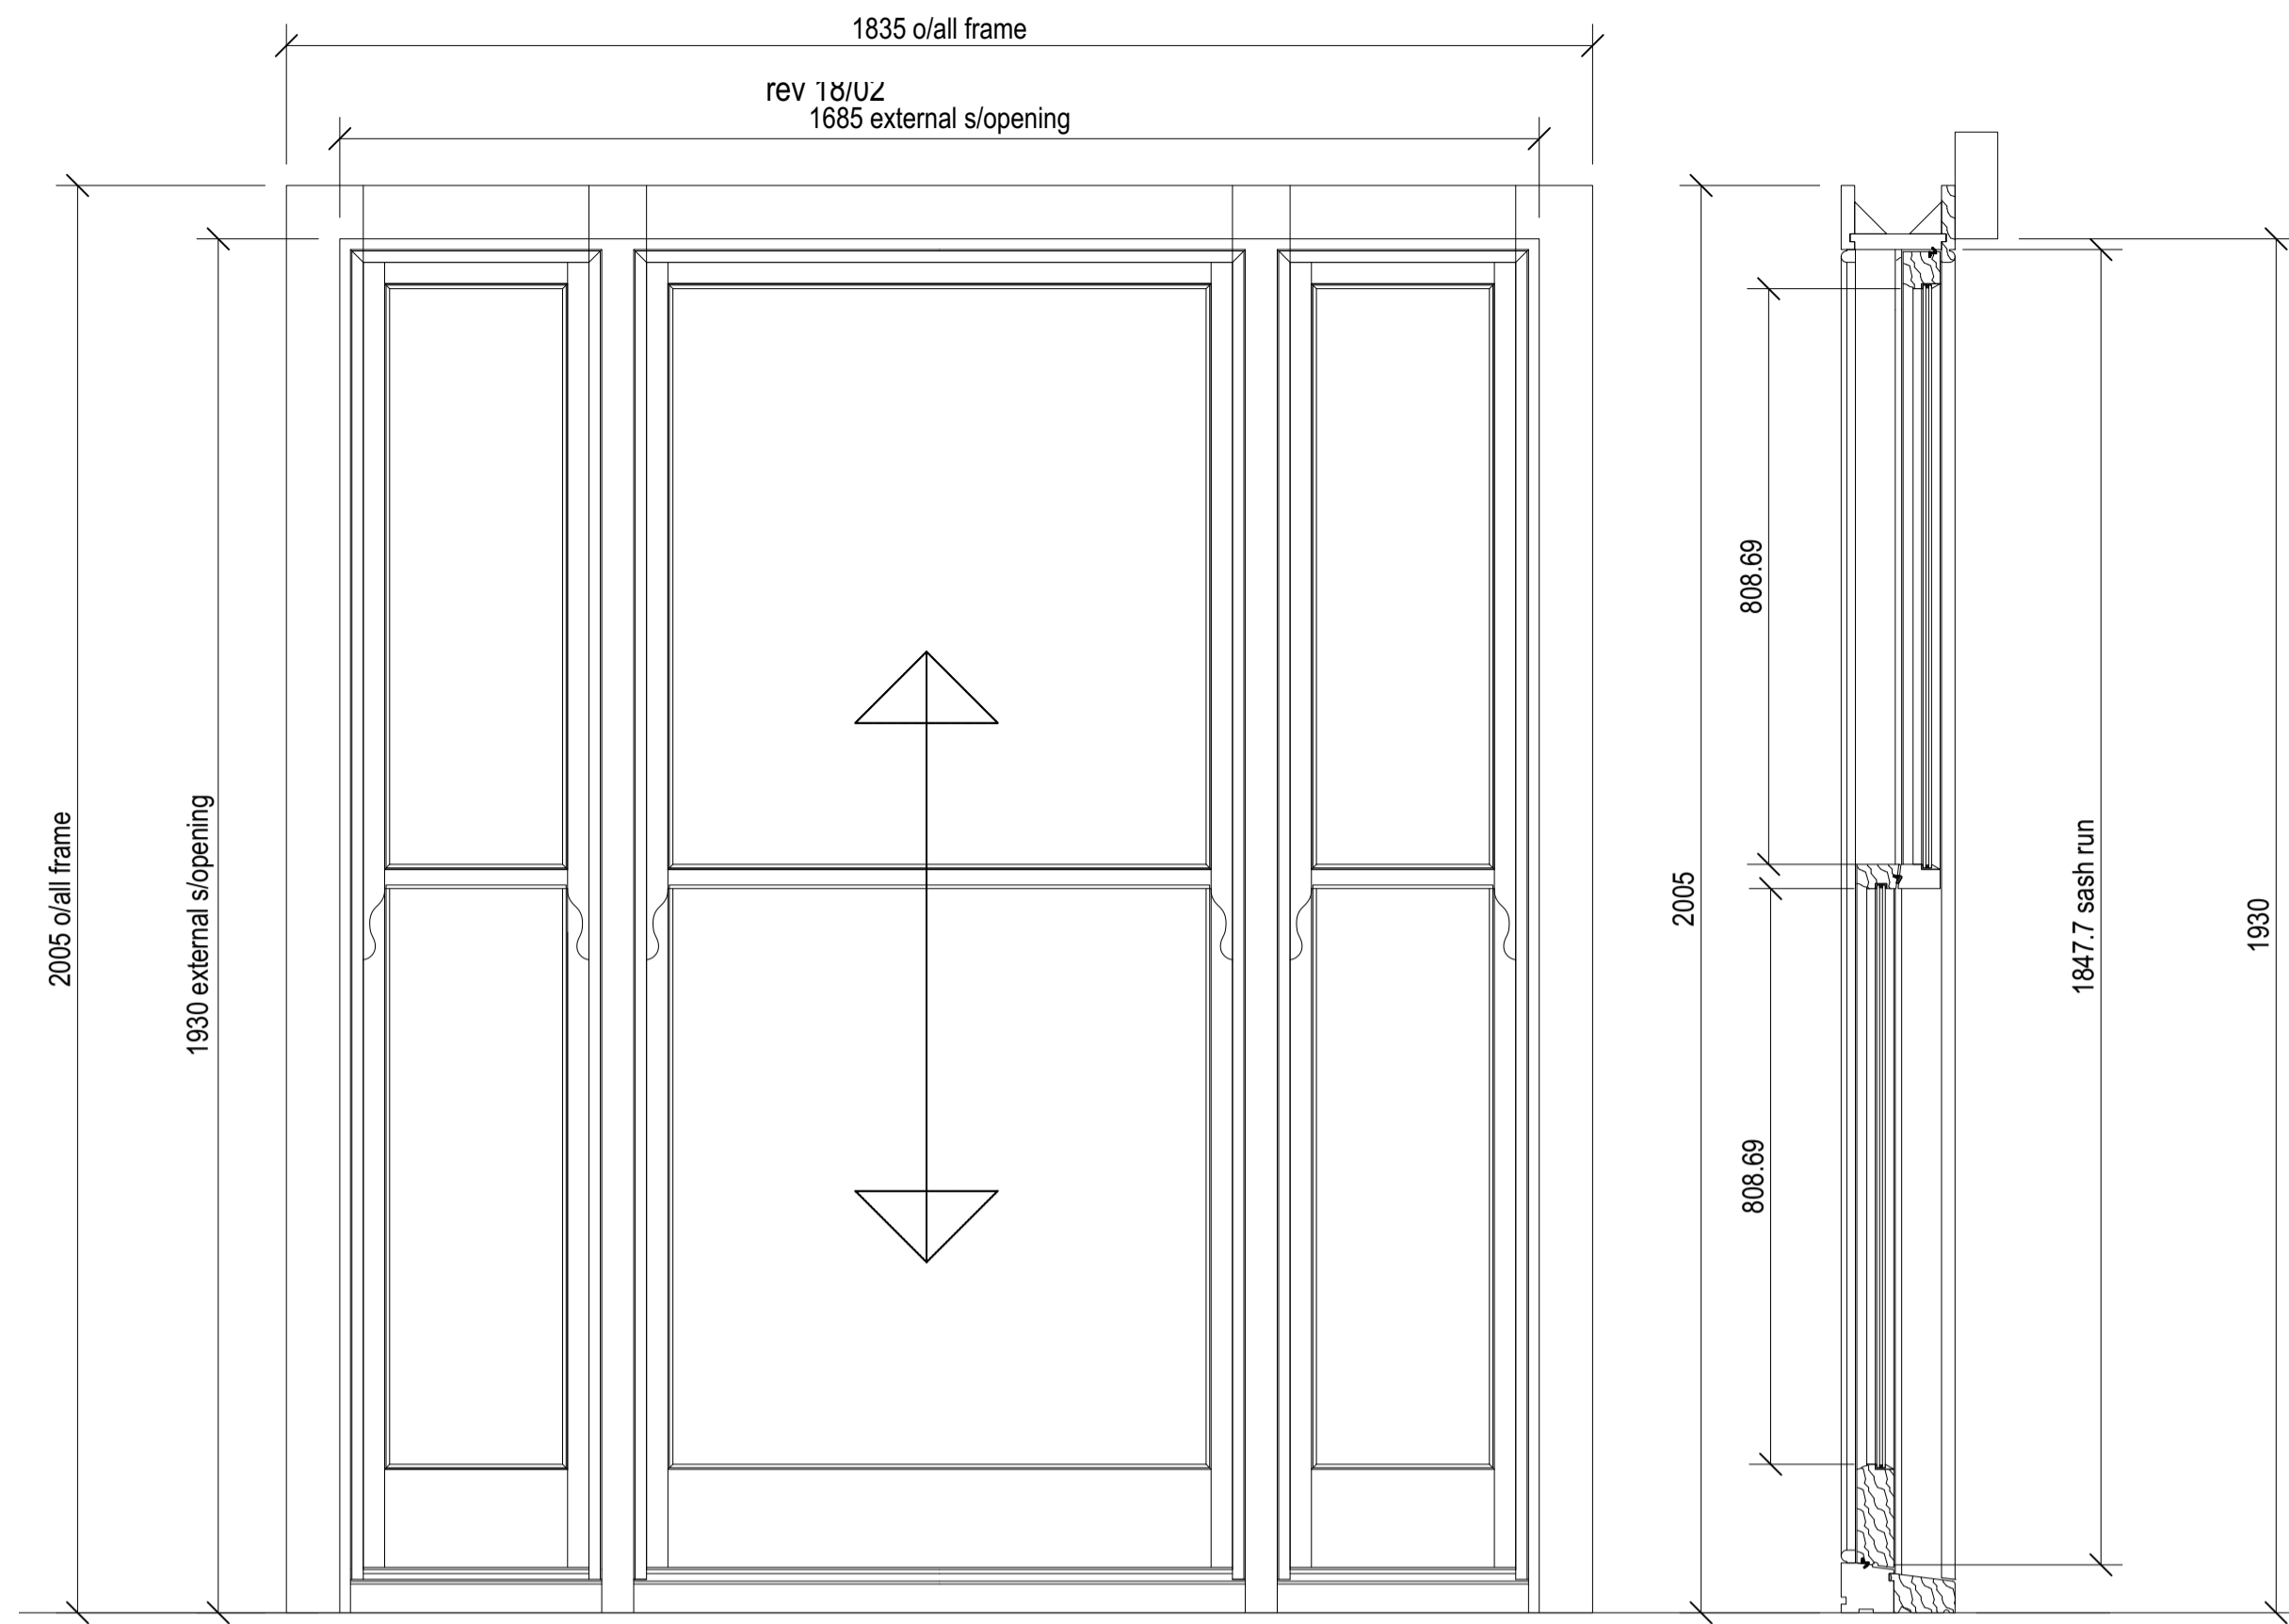 1835 o/all frame
rev 18/02
1685 external s/opening
2005 o/all frame
1930 external s/opening
808.69
808.69
2005
1847.7 sash run
1930